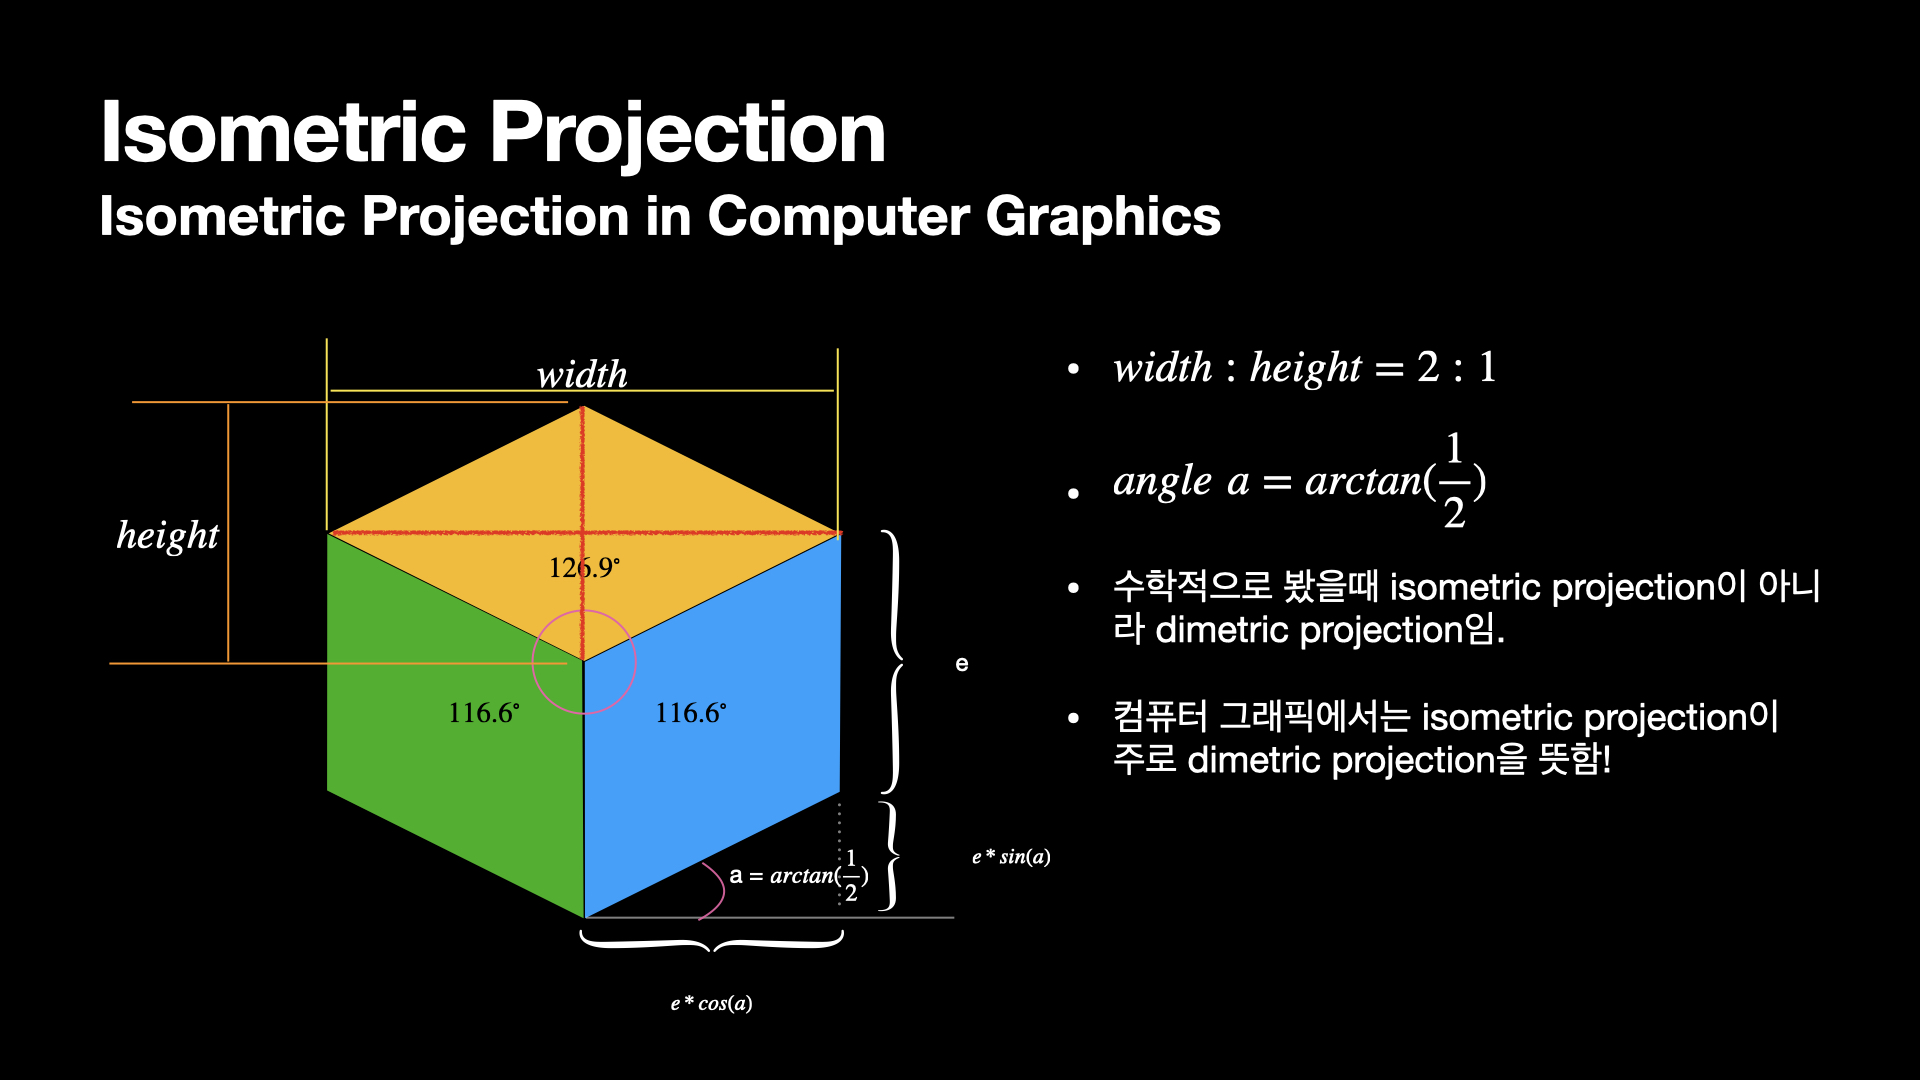 Isometric Projection
Isometric Projection in Computer Graphics
width
height
126.9°
116.6°
116.6°
e
a = arctan(1/2)
e * sin(a)
e * cos(a)
• width : height = 2 : 1
• angle a = arctan(1/2)
• 수학적으로 봤을때 isometric projection이 아니
라 dimetric projection임.
• 컴퓨터 그래픽에서는 isometric projection이
주로 dimetric projection을 뜻함!